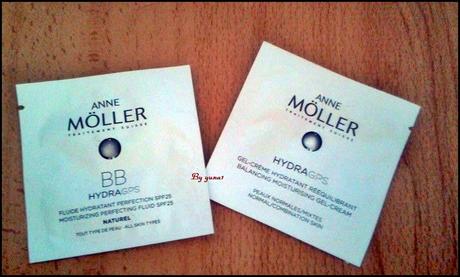 ANNE
MÖLLER
TRAITEMENT SUISSE
BB
HYDRAGPS
FLUIDE HYDRATANT PERFECTION SPF25
MOISTURIZING PERFECTING FLUID SPF25
NATUREL
TOUT TYPE DE PEAU · ALL SKIN TYPES
ANNE
MÖLLER
TRAITEMENT SUISSE
HYDRAGPS
GEL-CRÈME HYDRATANT RÉÉQUILIBRANT
BALANCING MOISTURISING GEL-CREAM
PEAUX NORMALES/MIXTES
NORMAL/COMBINATION SKIN
By yuna1